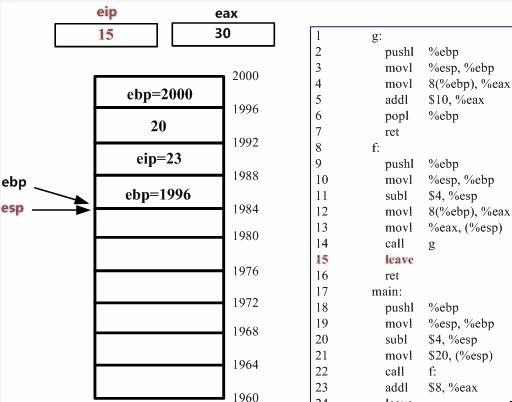 eip eax
15 30
2000
ebp=2000
1996
20
1992
eip=23
1988
ebp ebp=1996
esp 1984
1980
1976
1972
1968
1964
1960
1 g:
2 pushl %ebp
3 movl %esp, %ebp
4 movl 8(%ebp), %eax
5 addl $10, %eax
6 popl %ebp
7 ret
8 f:
9 pushl %ebp
10 movl %esp, %ebp
11 subl $4, %esp
12 movl 8(%ebp), %eax
13 movl %eax, (%esp)
14 call g
15 leave
16 ret
17 main:
18 pushl %ebp
19 movl %esp, %ebp
20 subl $4, %esp
21 movl $20, (%esp)
22 call f:
23 addl $8, %eax